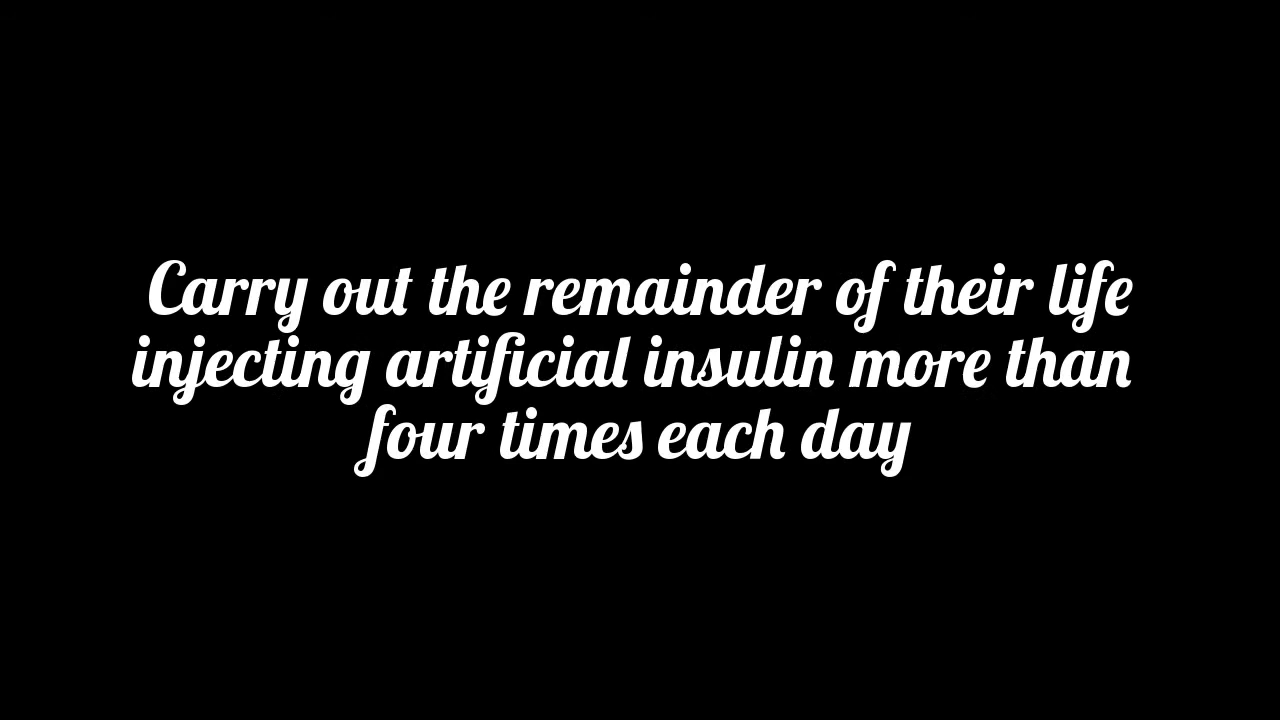 Carry out the remainder of their life
injecting artificial insulin more than
four times each day